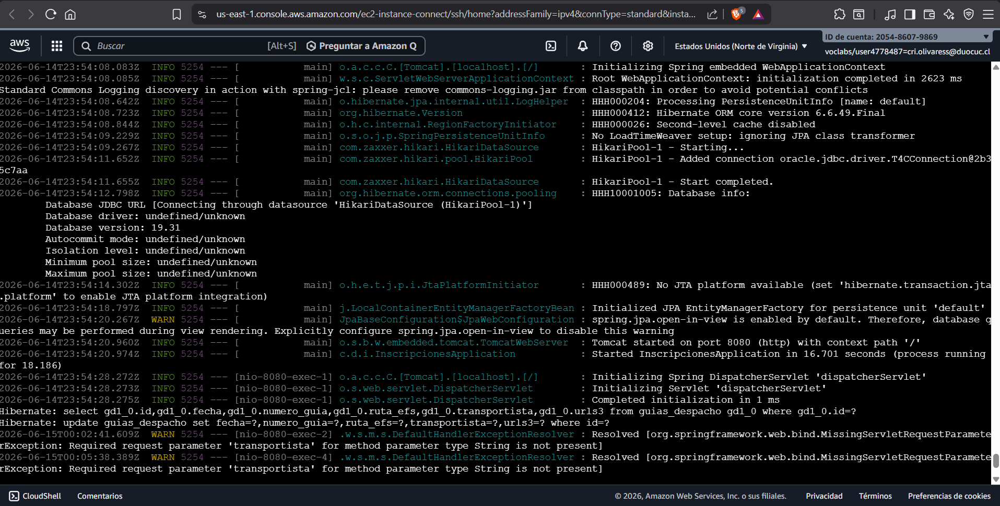 us-east-1.console.aws.amazon.com/ec2-instance-connect/ssh/home?addressFamily=ipv4&connType=standard&insta...
5
aws
Buscar
[Alt+S]
Preguntar a Amazon Q
Estados Unidos (Norte de Virginia)
ID de cuenta: 2054-8607-9869
voclabs/user4778487=cri.olivaress@duocuc.cl
2026-06-14T23:54:08.083Z  INFO 5254 --- [           main] o.a.c.c.C.[Tomcat].[localhost].[/]       : Initializing Spring embedded WebApplicationContext
2026-06-14T23:54:08.085Z  INFO 5254 --- [           main] w.s.c.ServletWebServerApplicationContext : Root WebApplicationContext: initialization completed in 2623 ms
Standard Commons Logging discovery in action with spring-jcl: please remove commons-logging.jar from classpath in order to avoid potential conflicts
2026-06-14T23:54:08.642Z  INFO 5254 --- [           main] o.hibernate.jpa.internal.util.LogHelper  : HHH000204: Processing PersistenceUnitInfo [name: default]
2026-06-14T23:54:08.723Z  INFO 5254 --- [           main] org.hibernate.Version                    : HHH000412: Hibernate ORM core version 6.6.49.Final
2026-06-14T23:54:08.844Z  INFO 5254 --- [           main] o.h.c.internal.RegionFactoryInitiator    : HHH000026: Second-level cache disabled
2026-06-14T23:54:09.229Z  INFO 5254 --- [           main] o.s.o.j.p.SpringPersistenceUnitInfo      : No LoadTimeWeaver setup: ignoring JPA class transformer
2026-06-14T23:54:09.267Z  INFO 5254 --- [           main] com.zaxxer.hikari.HikariDataSource       : HikariPool-1 - Starting...
2026-06-14T23:54:11.652Z  INFO 5254 --- [           main] com.zaxxer.hikari.pool.HikariPool        : HikariPool-1 - Added connection oracle.jdbc.driver.T4CConnection@2b3
5c7aa
2026-06-14T23:54:11.655Z  INFO 5254 --- [           main] com.zaxxer.hikari.HikariDataSource       : HikariPool-1 - Start completed.
2026-06-14T23:54:12.798Z  INFO 5254 --- [           main] org.hibernate.orm.connections.pooling    : HHH10001005: Database info:
Database JDBC URL [Connecting through datasource 'HikariDataSource (HikariPool-1)']
Database driver: undefined/unknown
Database version: 19.31
Autocommit mode: undefined/unknown
Isolation level: undefined/unknown
Minimum pool size: undefined/unknown
Maximum pool size: undefined/unknown
2026-06-14T23:54:14.302Z  INFO 5254 --- [           main] o.h.e.t.j.p.i.JtaPlatformInitiator       : HHH000489: No JTA platform available (set 'hibernate.transaction.jta
.platform' to enable JTA platform integration)
2026-06-14T23:54:18.797Z  INFO 5254 --- [           main] j.LocalContainerEntityManagerFactoryBean : Initialized JPA EntityManagerFactory for persistence unit 'default'
2026-06-14T23:54:20.267Z  WARN 5254 --- [           main] JpaBaseConfiguration$JpaWebConfiguration : spring.jpa.open-in-view is enabled by default. Therefore, database q
ueries may be performed during view rendering. Explicitly configure spring.jpa.open-in-view to disable this warning
2026-06-14T23:54:20.960Z  INFO 5254 --- [           main] o.s.b.w.embedded.tomcat.TomcatWebServer  : Tomcat started on port 8080 (http) with context path '/'
2026-06-14T23:54:20.974Z  INFO 5254 --- [           main] c.d.i.InscripcionesApplication           : Started InscripcionesApplication in 16.701 seconds (process running
for 18.186)
2026-06-14T23:54:28.272Z  INFO 5254 --- [nio-8080-exec-1] o.a.c.c.C.[Tomcat].[localhost].[/]       : Initializing Spring DispatcherServlet 'dispatcherServlet'
2026-06-14T23:54:28.273Z  INFO 5254 --- [nio-8080-exec-1] o.s.web.servlet.DispatcherServlet        : Initializing Servlet 'dispatcherServlet'
2026-06-14T23:54:28.275Z  INFO 5254 --- [nio-8080-exec-1] o.s.web.servlet.DispatcherServlet        : Completed initialization in 1 ms
Hibernate: select gd1_0.id,gd1_0.fecha,gd1_0.numero_guia,gd1_0.ruta_efs,gd1_0.transportista,gd1_0.urls3 from guias_despacho gd1_0 where gd1_0.id=?
Hibernate: update guias_despacho set fecha=?,numero_guia=?,ruta_efs=?,transportista=?,urls3=? where id=?
2026-06-15T00:02:41.609Z  WARN 5254 --- [nio-8080-exec-2] .w.s.m.s.DefaultHandlerExceptionResolver : Resolved [org.springframework.web.bind.MissingServletRequestParamete
rException: Required request parameter 'transportista' for method parameter type String is not present]
2026-06-15T00:05:38.389Z  WARN 5254 --- [nio-8080-exec-4] .w.s.m.s.DefaultHandlerExceptionResolver : Resolved [org.springframework.web.bind.MissingServletRequestParamete
rException: Required request parameter 'transportista' for method parameter type String is not present]
CloudShell
Comentarios
© 2026, Amazon Web Services, Inc. o sus filiales.
Privacidad
Términos
Preferencias de cookies